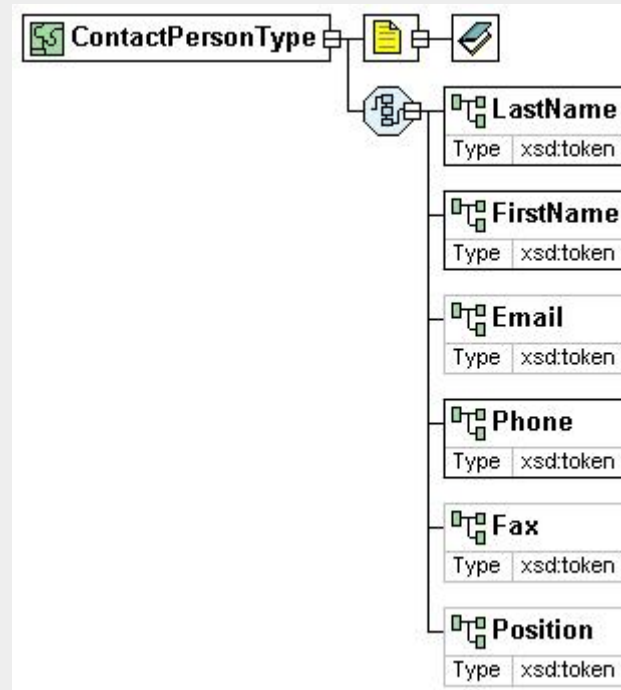 ContactPersonType
LastName
Type xsd:token
FirstName
Type xsd:token
Email
Type xsd:token
Phone
Type xsd:token
Fax
Type xsd:token
Position
Type xsd:token